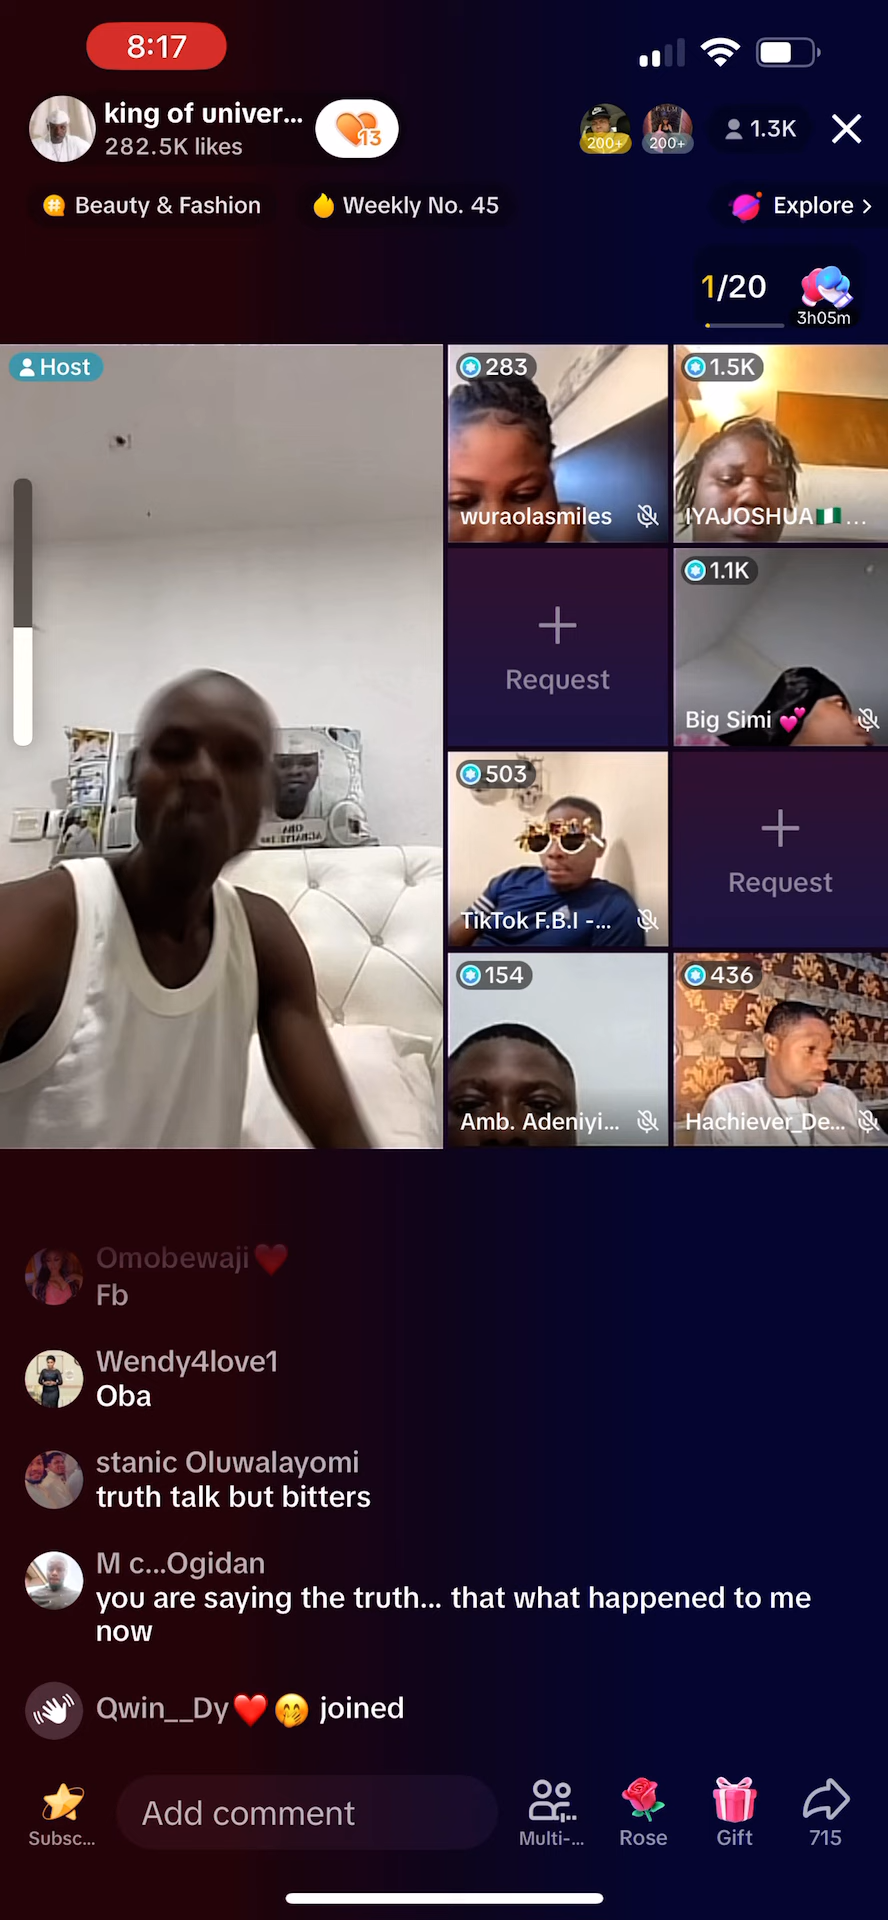 8:17
king of univer...
282.5K likes
13
200+
200+
1.3K
Beauty & Fashion
Weekly No. 45
Explore >
1/20
3h05m
Host
283
wuraolasmiles
1.5K
IYAJOSHUA🇳🇬...
Request
1.1K
Big Simi 💕
503
TikTok F.B.I -...
Request
154
Amb. Adeniyi...
436
Hachiever_De...
Omobewaji❤️
Fb
Wendy4love1
Oba
stanic Oluwalayomi
truth talk but bitters
M c...Ogidan
you are saying the truth... that what happened to me
now
Qwin__Dy❤️🤭 joined
Subsc...
Add comment
Multi-...
Rose
Gift
715